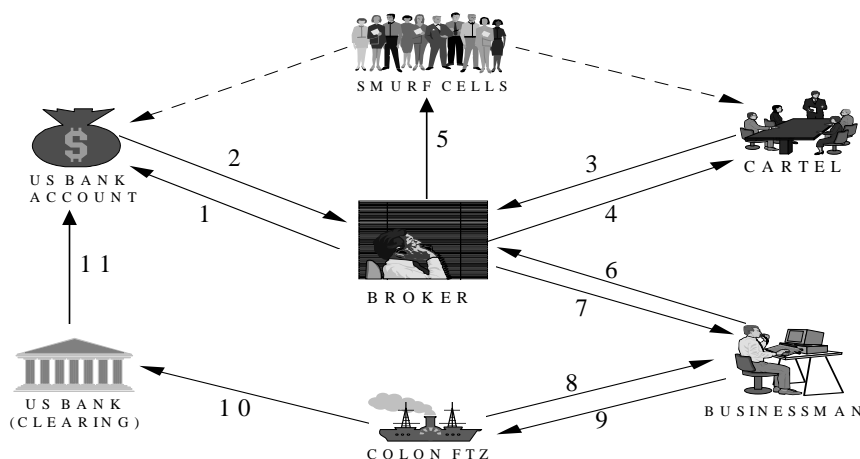 SMURF CELLS
5
2
3
US BANK
ACCOUNT
CARTEL
1
4
11
BROKER
6
7
US BANK
(CLEARING)
10
8
9
BUSINESSMAN
COLON FTZ
$